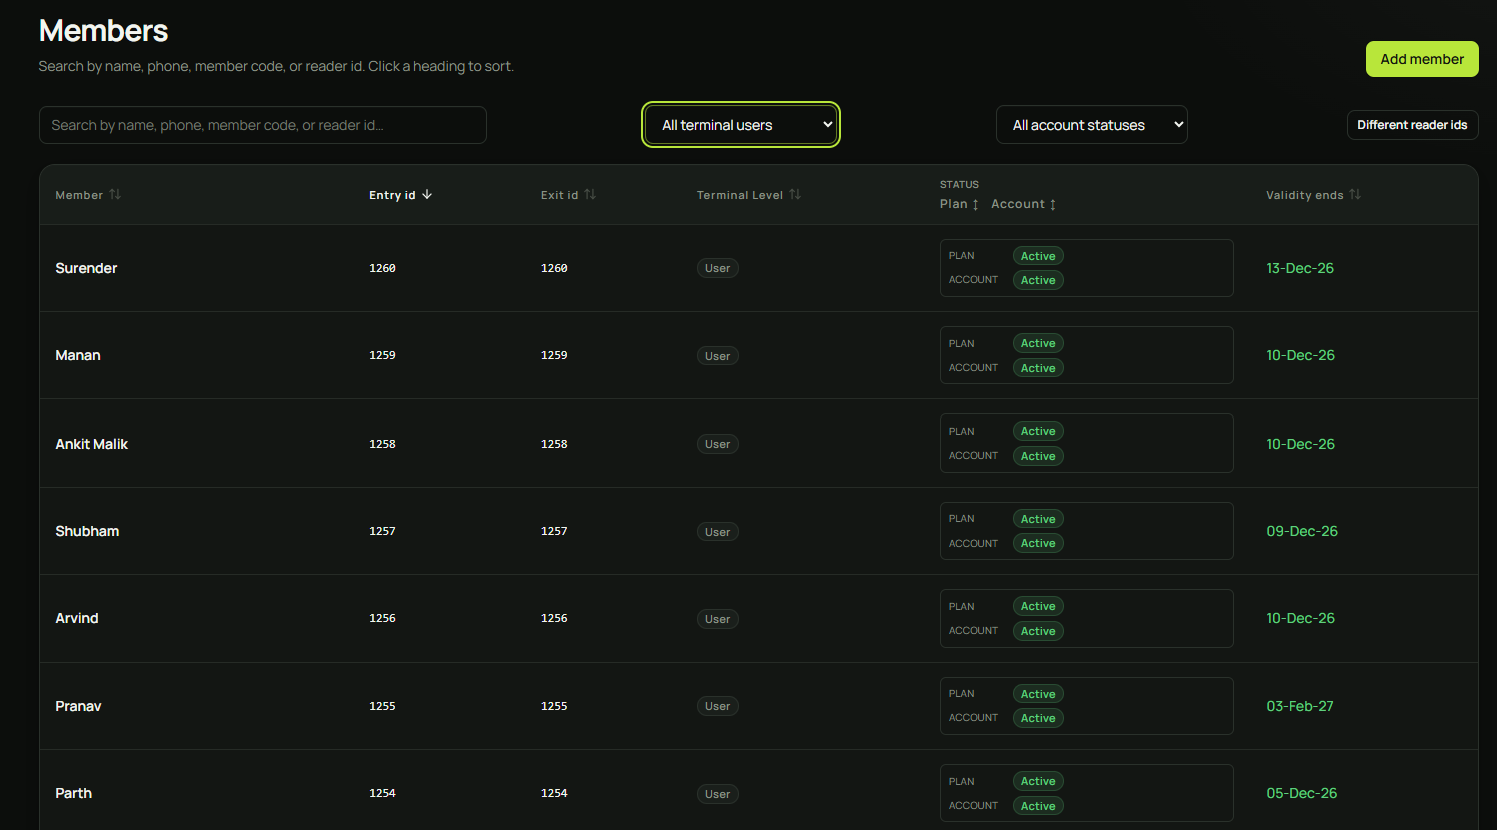 Members
Search by name, phone, member code, or reader id. Click a heading to sort.
Add member
Search by name, phone, member code, or reader id...
All terminal users
All account statuses
Different reader ids
Member Entry id Exit id Terminal Level STATUS Validity ends
Plan Account
Surender 1260 1260 User PLAN Active 13-Dec-26
ACCOUNT Active
Manan 1259 1259 User PLAN Active 10-Dec-26
ACCOUNT Active
Ankit Malik 1258 1258 User PLAN Active 10-Dec-26
ACCOUNT Active
Shubham 1257 1257 User PLAN Active 09-Dec-26
ACCOUNT Active
Arvind 1256 1256 User PLAN Active 10-Dec-26
ACCOUNT Active
Pranav 1255 1255 User PLAN Active 03-Feb-27
ACCOUNT Active
Parth 1254 1254 User PLAN Active 05-Dec-26
ACCOUNT Active